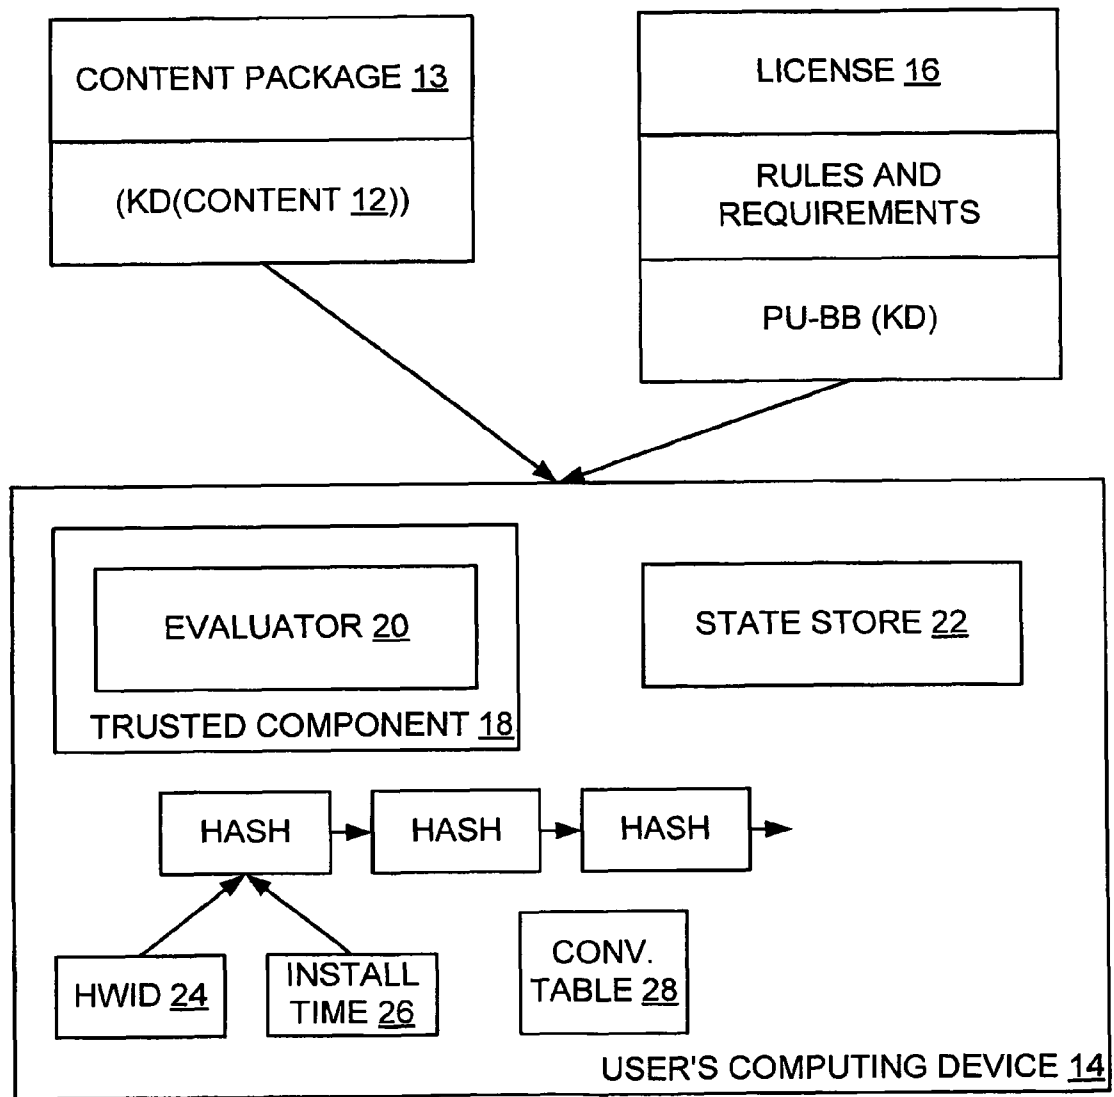 CONTENT PACKAGE 13
(KD(CONTENT 12))
LICENSE 16
RULES AND
REQUIREMENTS
PU-BB (KD)
EVALUATOR 20
TRUSTED COMPONENT 18
STATE STORE 22
HASH
HASH
HASH
HWID 24
INSTALL
TIME 26
CONV.
TABLE 28
USER'S COMPUTING DEVICE 14